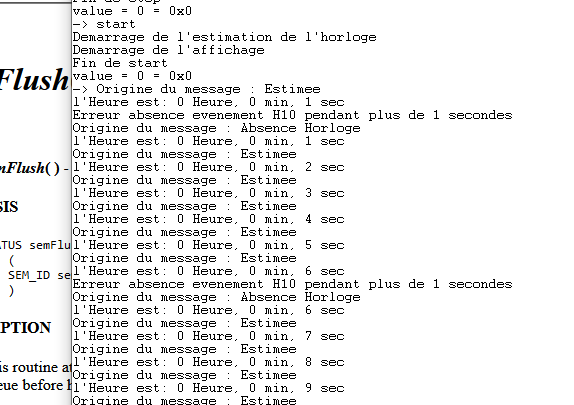 Fin de stop
value = 0 = 0x0
-> start
Demarrage de l'estimation de l'horloge
Demarrage de l'affichage
Fin de start
value = 0 = 0x0
-> Origine du message : Estimee
l'Heure est: 0 Heure, 0 min, 1 sec
Erreur absence evenement H10 pendant plus de 1 secondes
Origine du message : Absence Horloge
l'Heure est: 0 Heure, 0 min, 1 sec
Origine du message : Estimee
l'Heure est: 0 Heure, 0 min, 2 sec
Origine du message : Estimee
l'Heure est: 0 Heure, 0 min, 3 sec
Origine du message : Estimee
l'Heure est: 0 Heure, 0 min, 4 sec
Origine du message : Estimee
l'Heure est: 0 Heure, 0 min, 5 sec
Origine du message : Estimee
l'Heure est: 0 Heure, 0 min, 6 sec
Erreur absence evenement H10 pendant plus de 1 secondes
Origine du message : Absence Horloge
l'Heure est: 0 Heure, 0 min, 6 sec
Origine du message : Estimee
l'Heure est: 0 Heure, 0 min, 7 sec
Origine du message : Estimee
l'Heure est: 0 Heure, 0 min, 8 sec
Origine du message : Estimee
l'Heure est: 0 Heure, 0 min, 9 sec
Origine du message : Estimee
Flush
mFlush( ) -
SIS
ATUS semFlu
(
SEM_ID se
)
IPTION
is routine
eue before